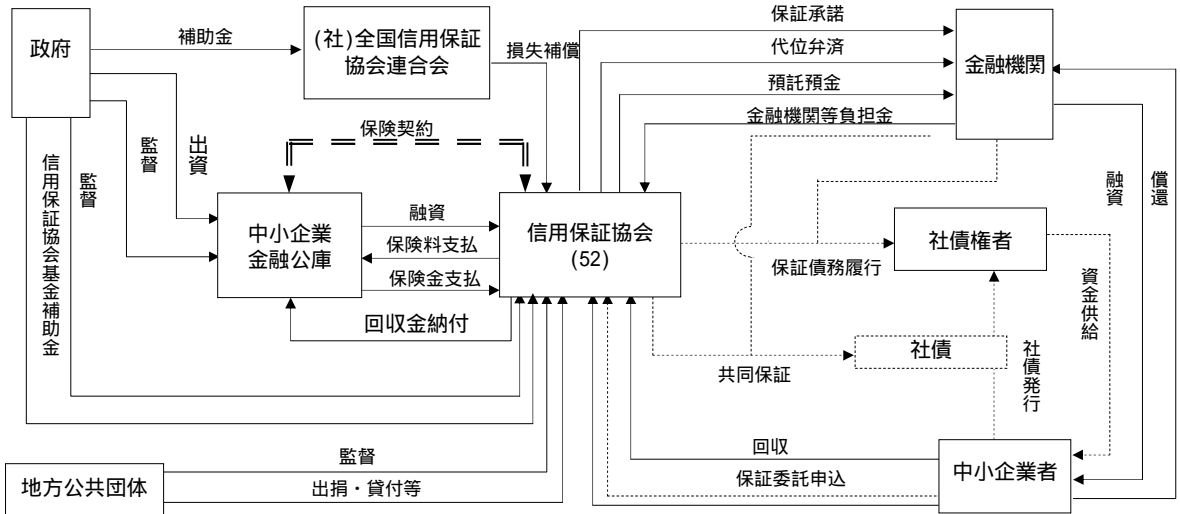 政府
補助金
(社)全国信用保証
協会連合会
損失補償
保証承諾
代位弁済
預託預金
金融機関等負担金
金融機関
保険契約
信用保証協会基金補助金
監督
監督
出資
中小企業
金融公庫
融資
保険料支払
保険金支払
回収金納付
信用保証協会
(52)
保証債務履行
社債権者
融資
償還
資金供給
共同保証
社債
社債発行
地方公共団体
監督
出捐・貸付等
回収
保証委託申込
中小企業者